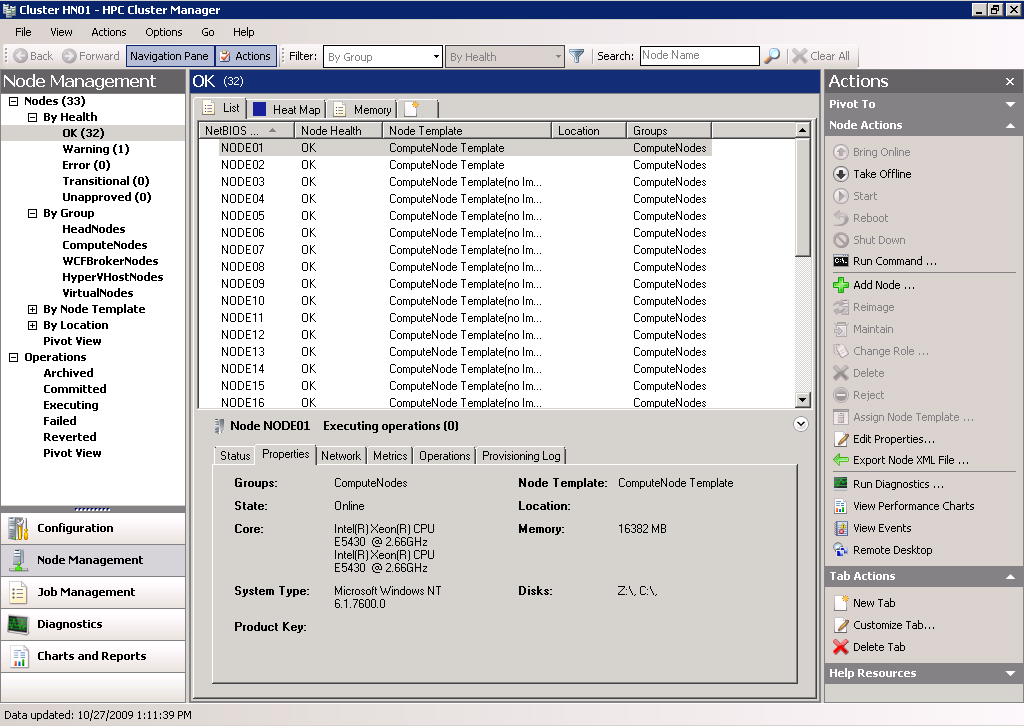 Cluster HN01 - HPC Cluster Manager
File View Actions Options Go Help
Back Forward Navigation Pane Actions Filter: By Group By Health Search: Node Name Clear All
Node Management
Nodes (33)
By Health
OK (32)
Warning (1)
Error (0)
Transitional (0)
Unapproved (0)
By Group
HeadNodes
ComputeNodes
WCFBrokerNodes
HyperVHostNodes
VirtualNodes
By Node Template
By Location
Pivot View
Operations
Archived
Committed
Executing
Failed
Reverted
Pivot View
Configuration
Node Management
Job Management
Diagnostics
Charts and Reports
OK (32)
List Heat Map Memory
NetBIOS ... Node Health Node Template Location Groups
NODE01 OK ComputeNode Template ComputeNodes
NODE02 OK ComputeNode Template ComputeNodes
NODE03 OK ComputeNode Template(no Im... ComputeNodes
NODE04 OK ComputeNode Template(no Im... ComputeNodes
NODE05 OK ComputeNode Template(no Im... ComputeNodes
NODE06 OK ComputeNode Template(no Im... ComputeNodes
NODE07 OK ComputeNode Template(no Im... ComputeNodes
NODE08 OK ComputeNode Template(no Im... ComputeNodes
NODE09 OK ComputeNode Template(no Im... ComputeNodes
NODE10 OK ComputeNode Template(no Im... ComputeNodes
NODE11 OK ComputeNode Template(no Im... ComputeNodes
NODE12 OK ComputeNode Template(no Im... ComputeNodes
NODE13 OK ComputeNode Template(no Im... ComputeNodes
NODE14 OK ComputeNode Template(no Im... ComputeNodes
NODE15 OK ComputeNode Template(no Im... ComputeNodes
NODE16 OK ComputeNode Template(no Im... ComputeNodes
Node NODE01 Executing operations (0)
Status Properties Network Metrics Operations Provisioning Log
Groups: ComputeNodes Node Template: ComputeNode Template
State: Online Location:
Core: Intel(R) Xeon(R) CPU Memory: 16382 MB
E5430 @ 2.66GHz
Intel(R) Xeon(R) CPU
E5430 @ 2.66GHz
System Type: Microsoft Windows NT Disks: Z:\, C:\,
6.1.7600.0
Product Key:
Actions
Pivot To
Node Actions
Bring Online
Take Offline
Start
Reboot
Shut Down
Run Command ...
Add Node ...
Reimage
Maintain
Change Role ...
Delete
Reject
Assign Node Template ...
Edit Properties...
Export Node XML File ...
Run Diagnostics ...
View Performance Charts
View Events
Remote Desktop
Tab Actions
New Tab
Customize Tab...
Delete Tab
Help Resources
Data updated: 10/27/2009 1:11:39 PM